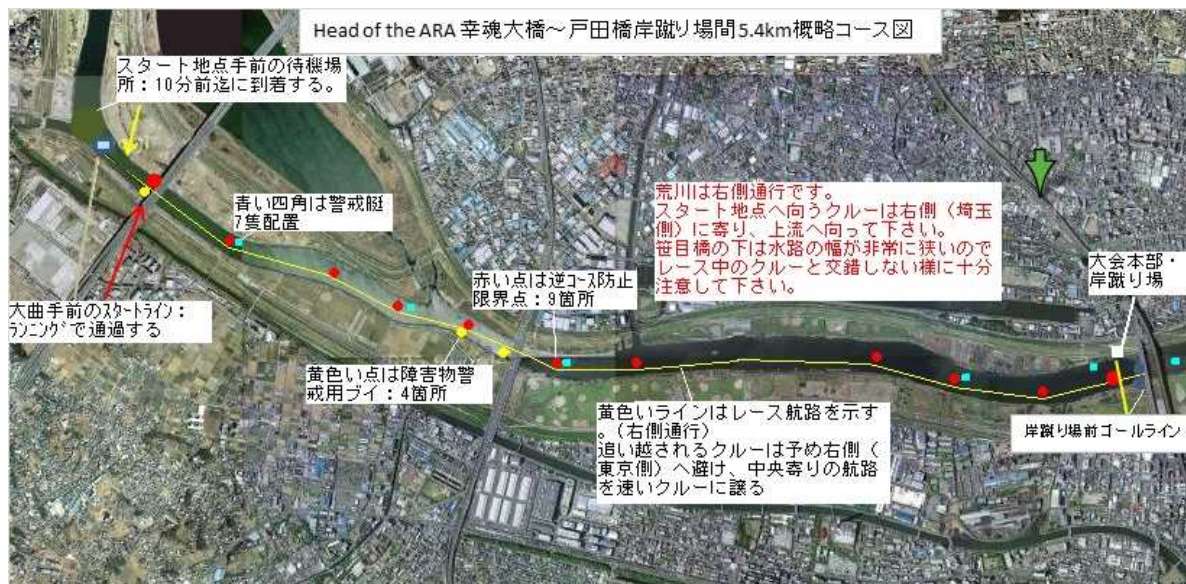 Head of the ARA 幸魂大橋～戸田橋岸蹴り場間5.4km概略コース図
スタート地点手前の待機場
所：10分前迄に到着する。
青い四角は警戒艇
7隻配置
大曲手前のスタートライン：
ランニングで通過する
赤い点は逆コース防止
限界点：9箇所
黄色い点は障害物警
戒用ブイ：4箇所
荒川は右側通行です。
スタート地点へ向うクルーは右側（埼玉
側）に寄り、上流へ向って下さい。
笹目橋の下は水路の幅が非常に狭いので
レース中のクルーと交錯しない様に十分
注意して下さい。
大会本部・
岸蹴り場
黄色いラインはレース航路を示す
。（右側通行）
追い越されるクルーは予め右側（
東京側）へ避け、中央寄りの航路
を速いクルーに譲る
岸蹴り場前ゴールライン